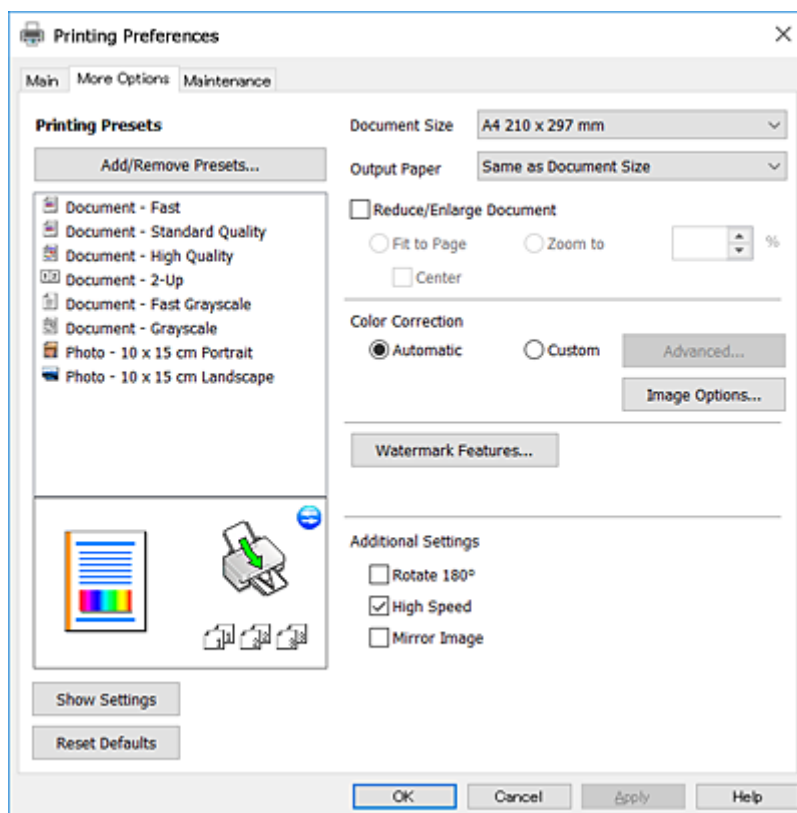 Printing Preferences
Main More Options Maintenance
Printing Presets
Add/Remove Presets...
Document - Fast
Document - Standard Quality
Document - High Quality
Document - 2-Up
Document - Fast Grayscale
Document - Grayscale
Photo - 10 x 15 cm Portrait
Photo - 10 x 15 cm Landscape
Show Settings
Reset Defaults
Document Size A4 210 x 297 mm
Output Paper Same as Document Size
Reduce/Enlarge Document
Fit to Page Zoom to %
Center
Color Correction
Automatic Custom Advanced...
Image Options...
Watermark Features...
Additional Settings
Rotate 180°
High Speed
Mirror Image
OK Cancel Apply Help